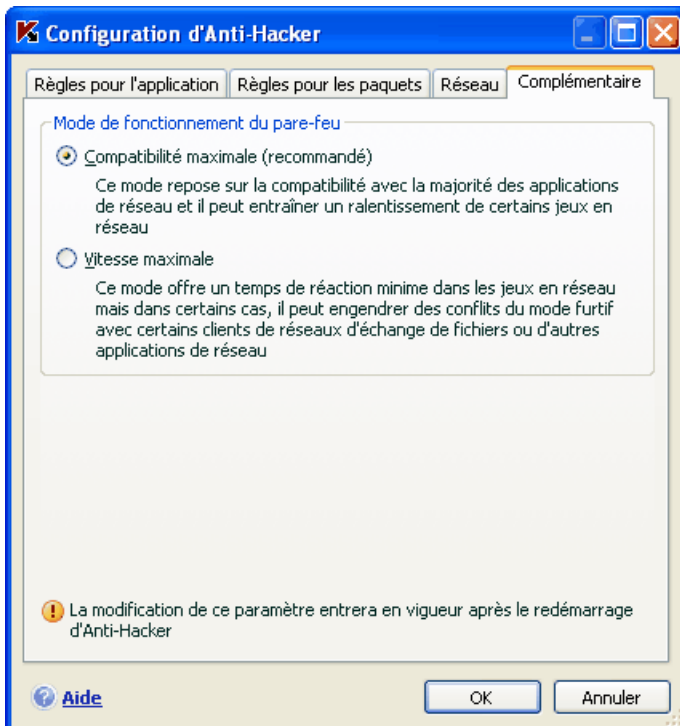 Configuration d'Anti-Hacker
Règles pour l'application
Règles pour les paquets
Réseau
Complémentaire
Mode de fonctionnement du pare-feu
Compatibilité maximale (recommandé)
Ce mode repose sur la compatibilité avec la majorité des applications
de réseau et il peut entraîner un ralentissement de certains jeux en
réseau
Vitesse maximale
Ce mode offre un temps de réaction minime dans les jeux en réseau
mais dans certains cas, il peut engendrer des conflits du mode furtif
avec certains clients de réseaux d'échange de fichiers ou d'autres
applications de réseau
La modification de ce paramètre entrera en vigueur après le redémarrage
d'Anti-Hacker
Aide
OK
Annuler